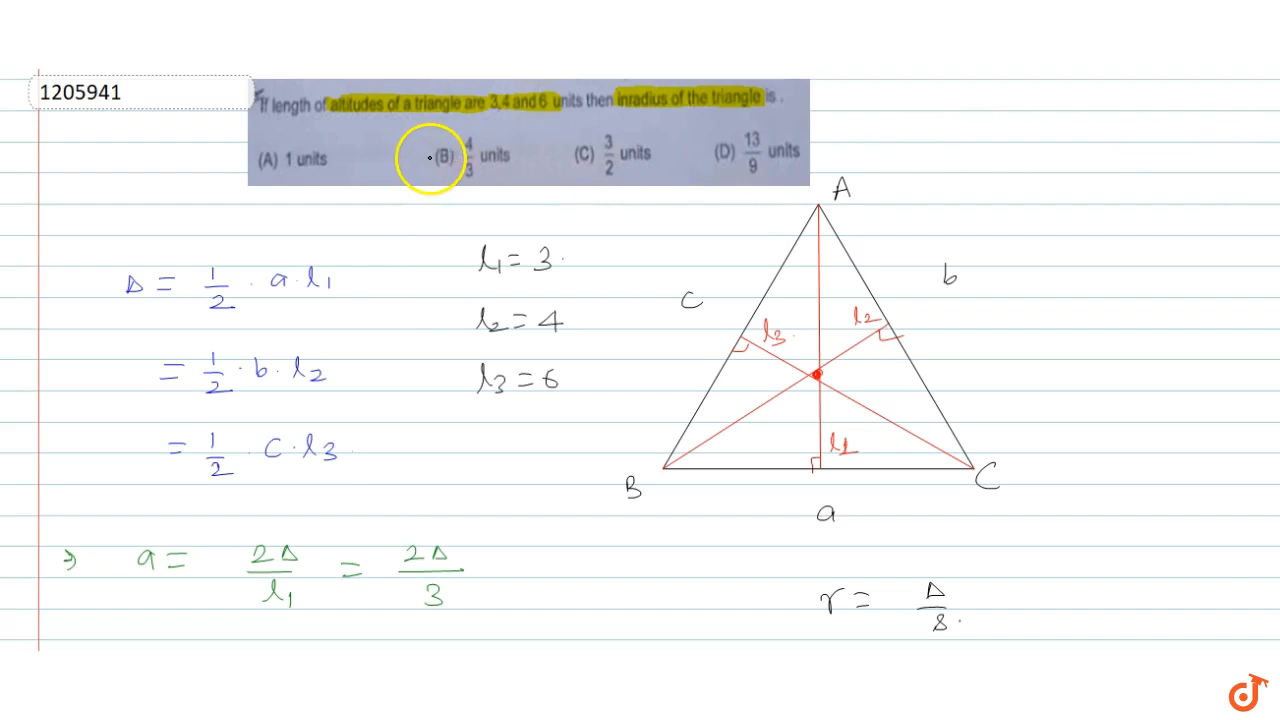 1205941
If length of altitudes of a triangle are 3,4 and 6 units then inradius of the triangle is .
(A) 1 units (B) 4/3 units (C) 3/2 units (D) 13/9 units
A
Δ = 1/2 · a · l1
l1 = 3
c
b
= 1/2 · b · l2
l2 = 4
l3
l2
= 1/2 · c · l3
l3 = 6
l1
B
C
a
⇒ a = 2Δ/l1 = 2Δ/3
r = Δ/s